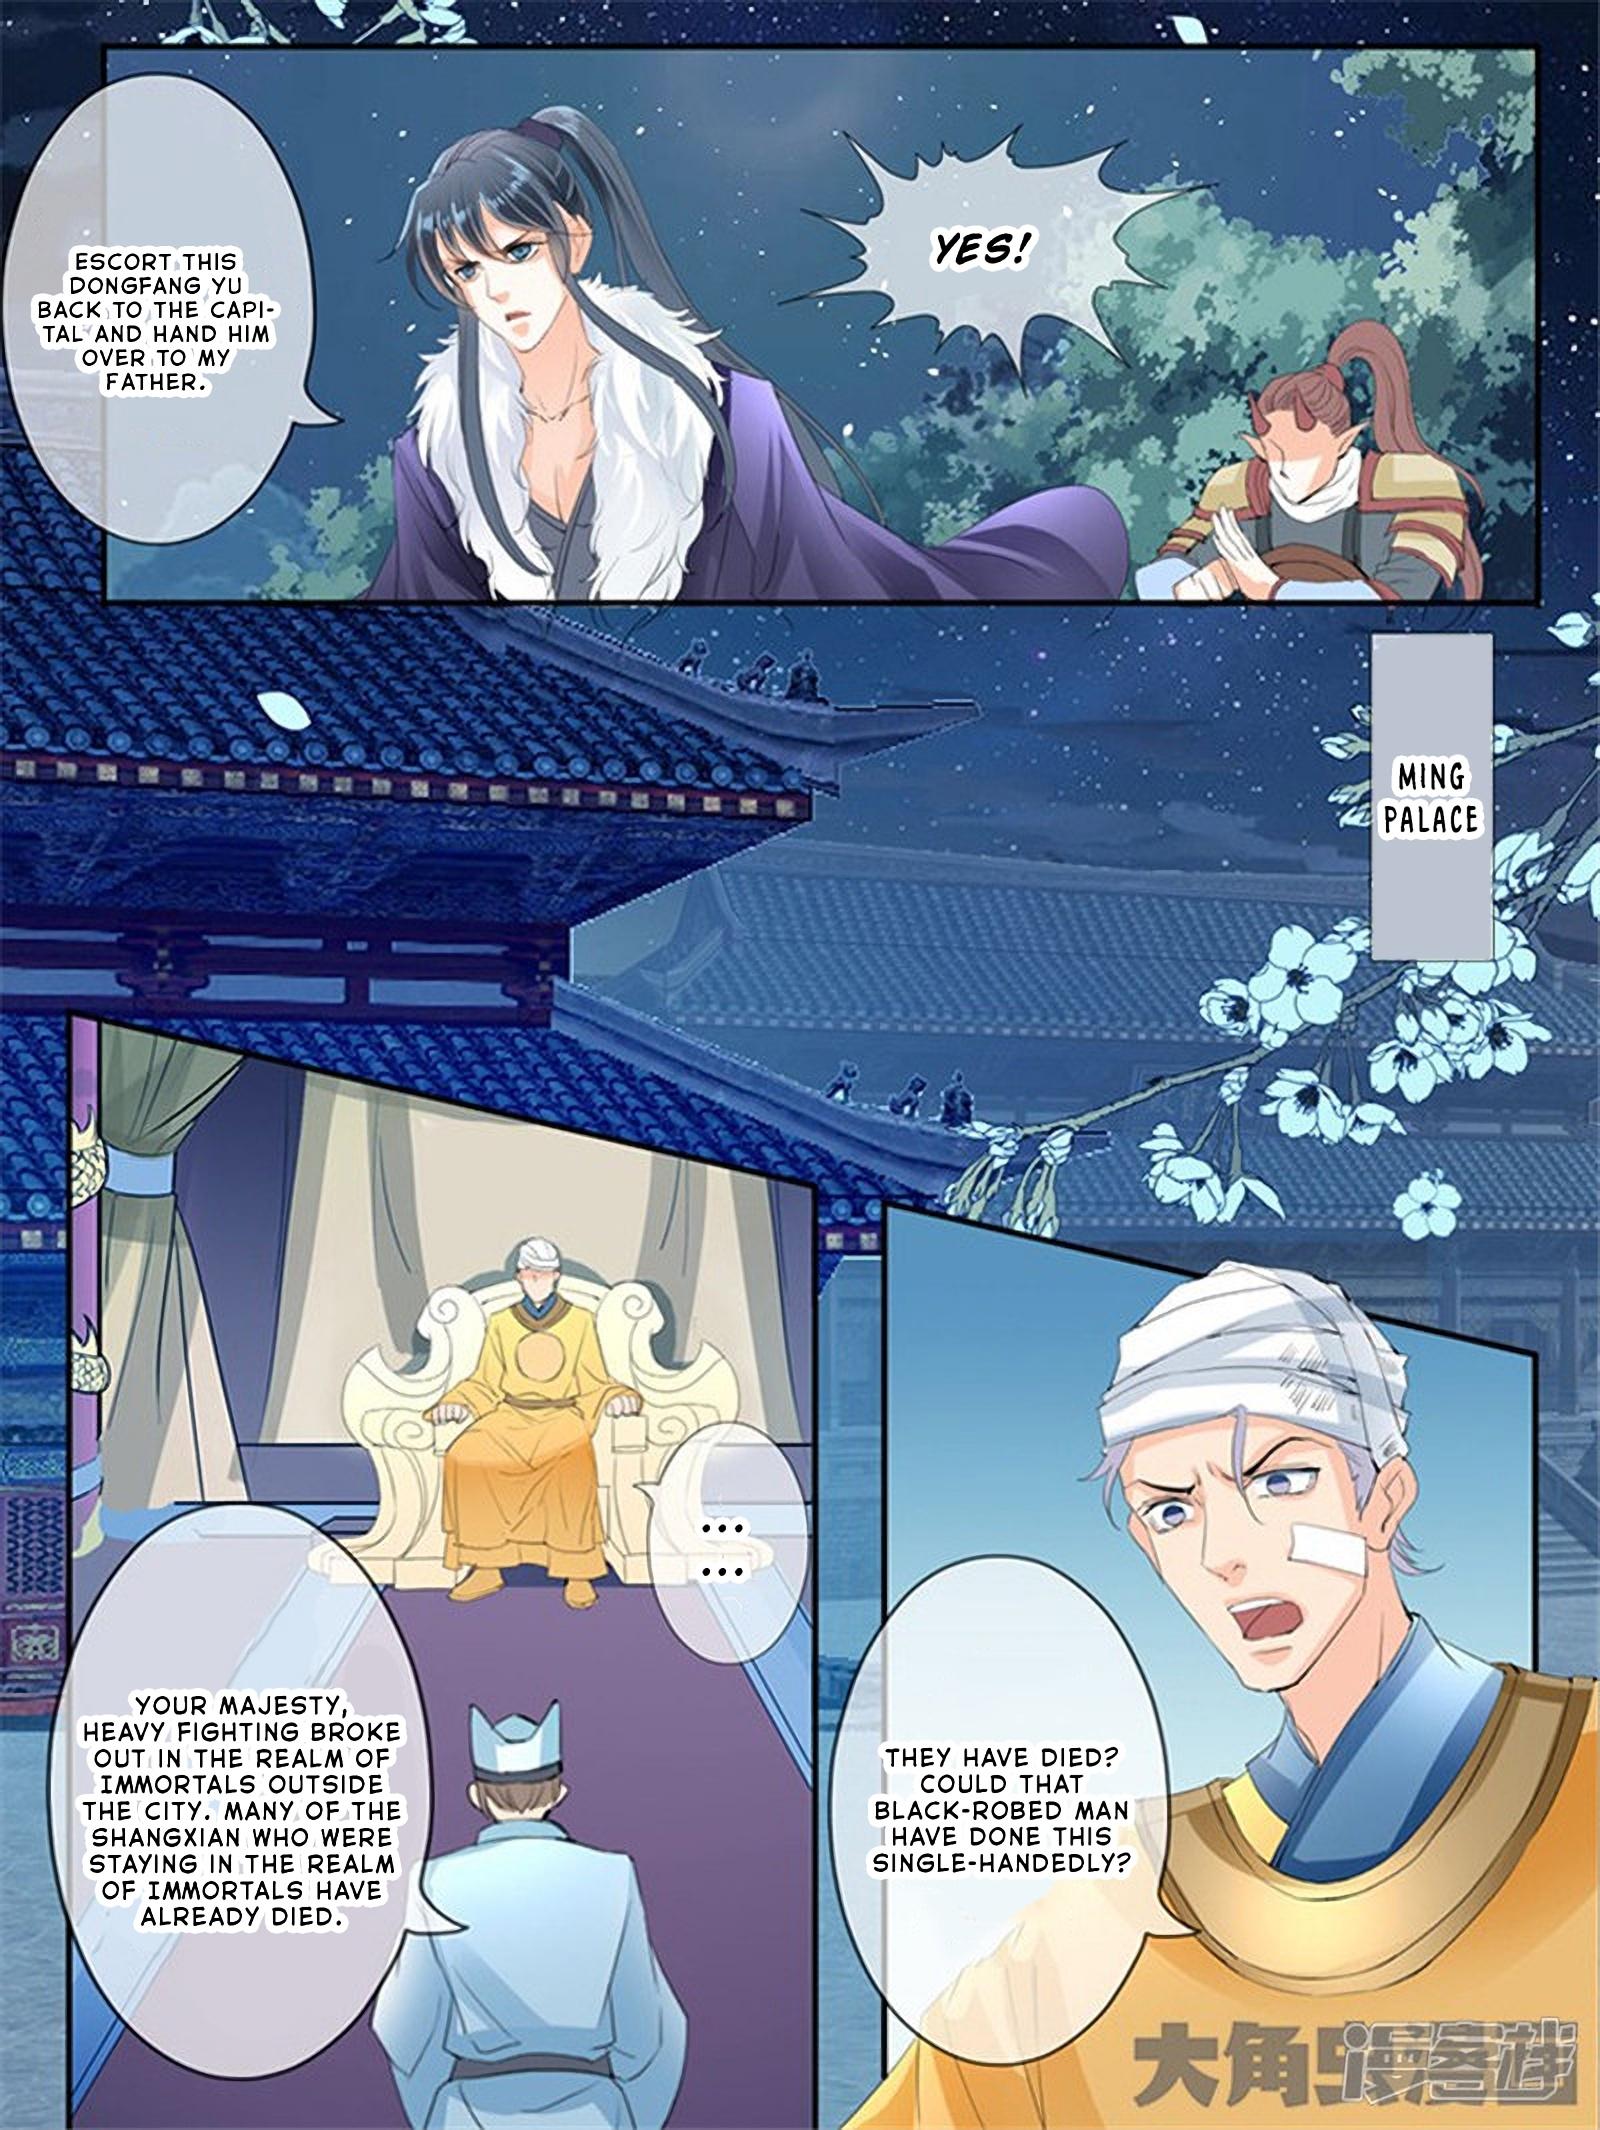 ESCORT THIS
DONGFANG YU
BACK TO THE CAPI-
TAL AND HAND HIM
OVER TO MY
FATHER.
YES!
MING
PALACE
...
...
YOUR MAJESTY,
HEAVY FIGHTING BROKE
OUT IN THE REALM OF
IMMORTALS OUTSIDE
THE CITY. MANY OF THE
SHANGXIAN WHO WERE
STAYING IN THE REALM
OF IMMORTALS HAVE
ALREADY DIED.
THEY HAVE DIED?
COULD THAT
BLACK-ROBED MAN
HAVE DONE THIS
SINGLE-HANDEDLY?
大角虫漫画